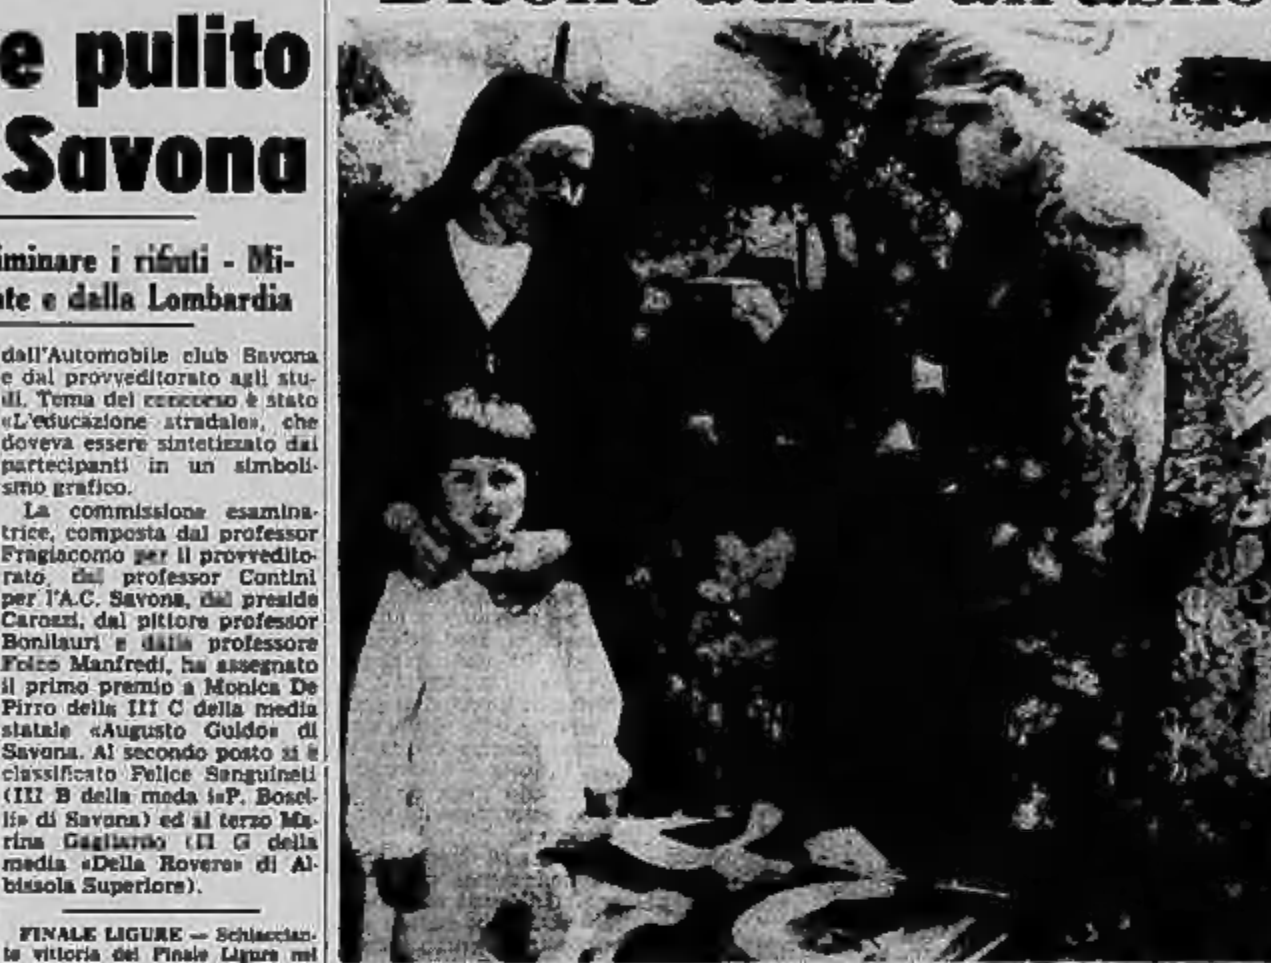 e pulito
Savona
iminare i rifiuti - Mi-
te e dalla Lombardia
dall'Automobile club Savona
e dal provveditorato agli stu-
di. Tema del concorso è stato
«L'educazione stradale», che
doveva essere sintetizzato dai
partecipanti in un simboli-
smo grafico.
La commissione esamina-
trice, composta dal professor
Fragiacomo per il provvedito-
rato, dal professor Contini
per l'A.C. Savona, dal preside
Carozzi, dal pittore professor
Bonilauri e dalla professore
Manfredi, ha assegnato
il primo premio a Monica De
Pirro della III C della media
statale «Augusto Guido» di
Savona. Al secondo posto si è
classificato Felice Sanguineti
(III B della meda «P. Bosel-
li» di Savona) ed al terzo Ma-
rina Gagliardo (II G della
media «Della Rovere» di Al-
bissola Superiore).
FINALE LIGURE — Schiaccian-
te vittoria del Finale Ligure nel